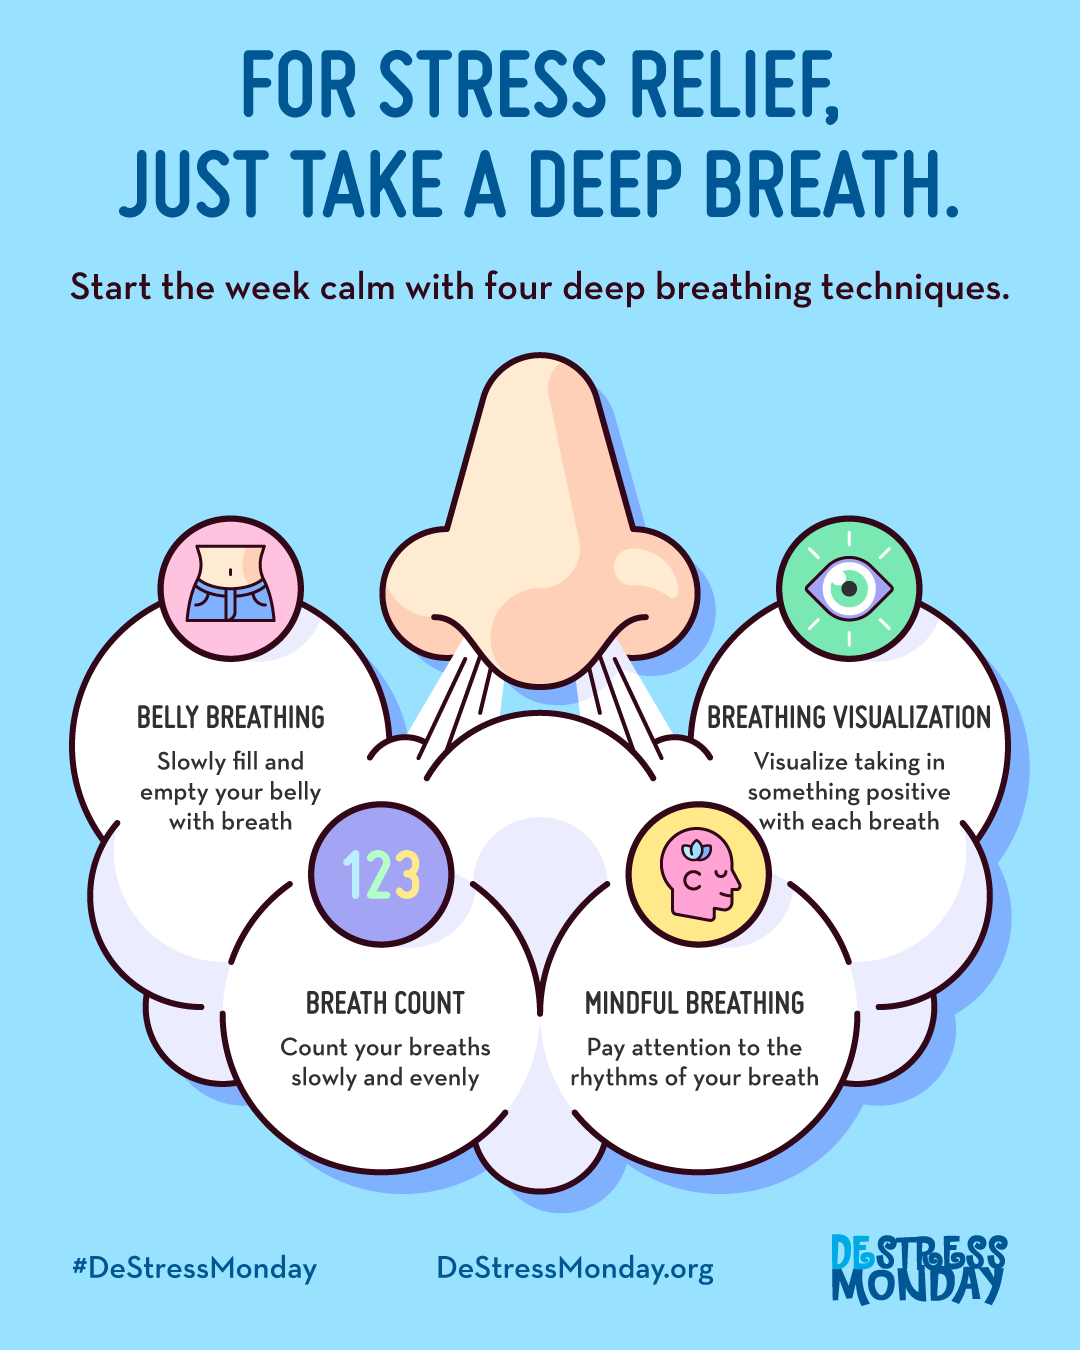 FOR STRESS RELIEF,
JUST TAKE A DEEP BREATH.
Start the week calm with four deep breathing techniques.
BELLY BREATHING
Slowly fill and
empty your belly
with breath
BREATHING VISUALIZATION
Visualize taking in
something positive
with each breath
123
BREATH COUNT
Count your breaths
slowly and evenly
MINDFUL BREATHING
Pay attention to the
rhythms of your breath
#DeStressMonday
DeStressMonday.org
DESTRESS
MONDAY